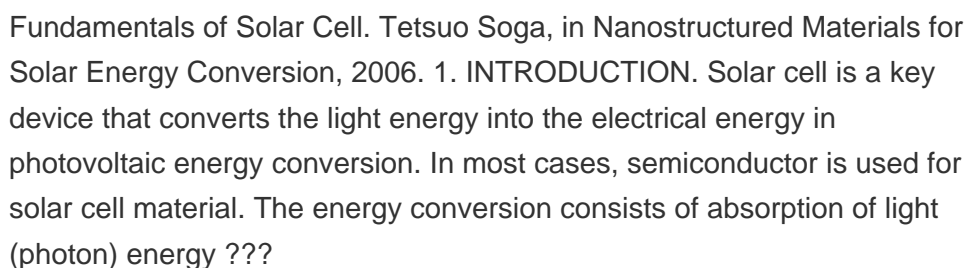 Fundamentals of Solar Cell. Tetsuo Soga, in Nanostructured Materials for
Solar Energy Conversion, 2006. 1. INTRODUCTION. Solar cell is a key
device that converts the light energy into the electrical energy in
photovoltaic energy conversion. In most cases, semiconductor is used for
solar cell material. The energy conversion consists of absorption of light
(photon) energy ???